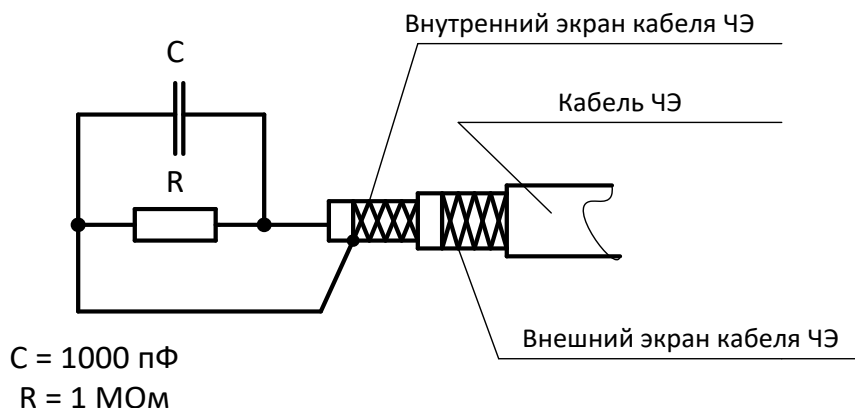 Внутренний экран кабеля ЧЭ
C
Кабель ЧЭ
R
Внешний экран кабеля ЧЭ
C = 1000 пФ
R = 1 МОм